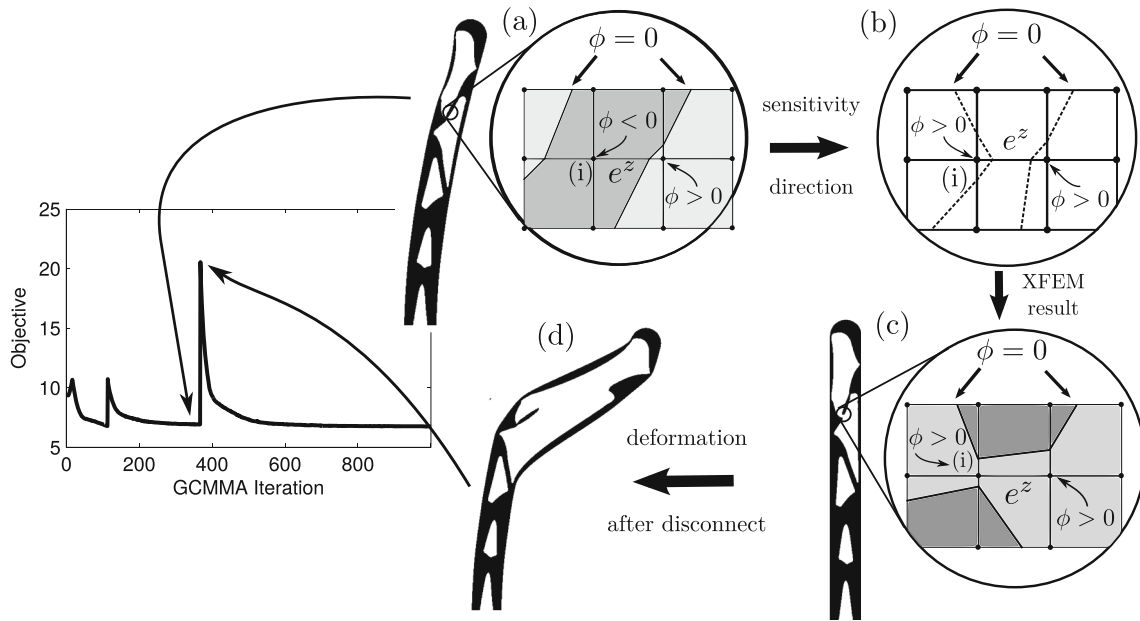 (a)
ϕ = 0
ϕ < 0
(i)
e^z
ϕ > 0
sensitivity
direction
(b)
ϕ = 0
ϕ > 0
e^z
(i)
ϕ > 0
XFEM
result
(c)
ϕ = 0
ϕ > 0
(i)
e^z
ϕ > 0
(d)
deformation
after disconnect
25
20
15
10
5
Objective
0 200 400 600 800
GCMMA Iteration